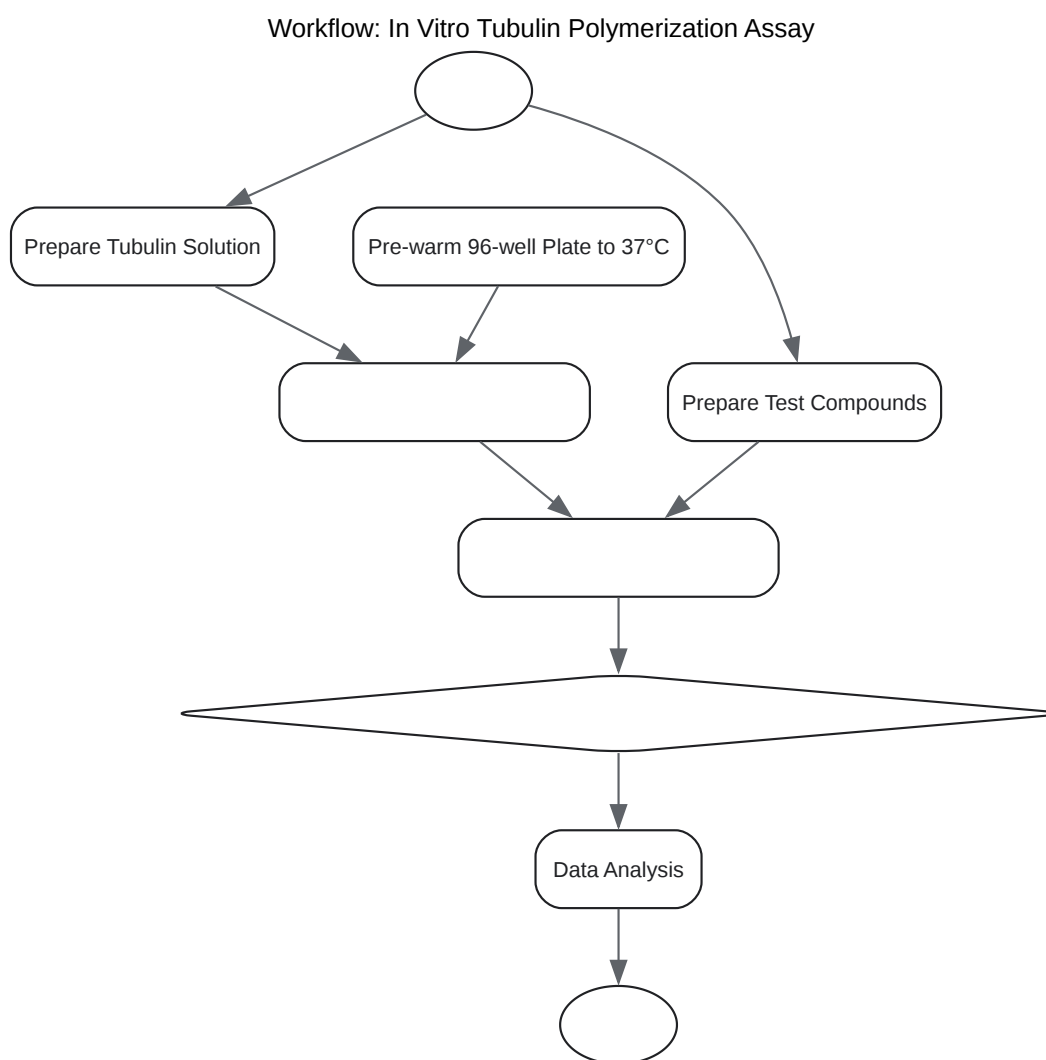 Workflow: In Vitro Tubulin Polymerization Assay
Prepare Tubulin Solution
Pre-warm 96-well Plate to 37°C
Prepare Test Compounds
Data Analysis